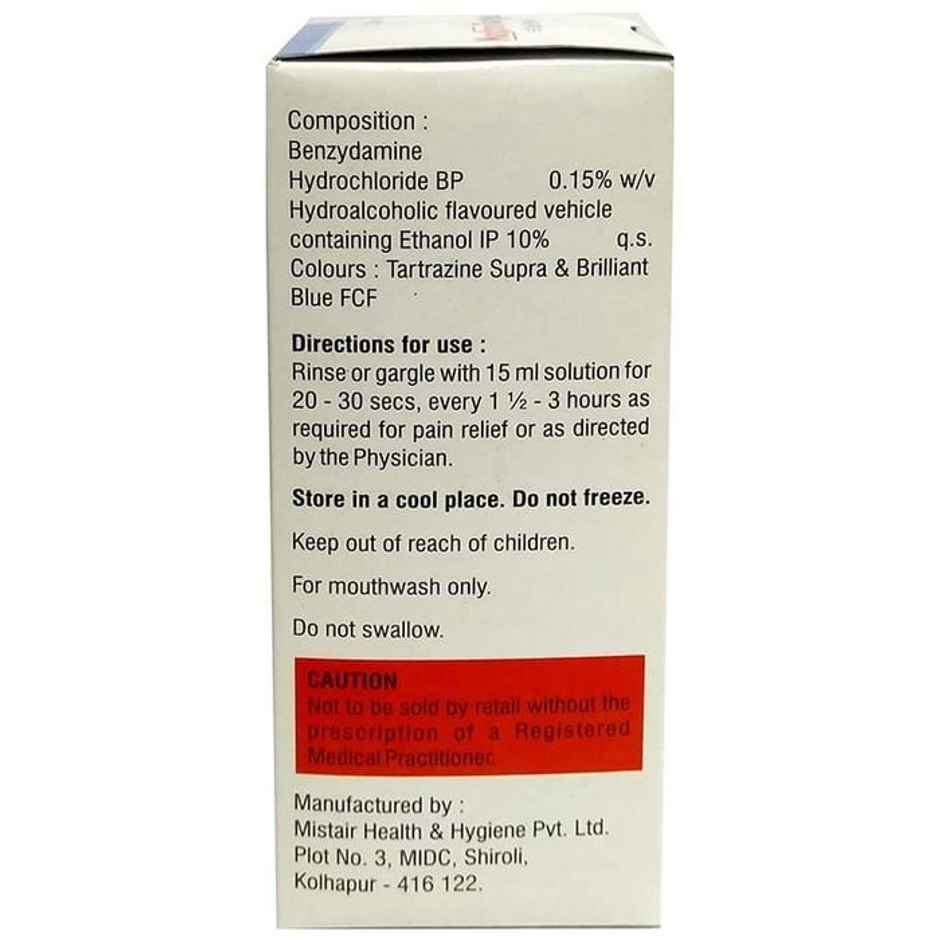 Composition :
Benzydamine
Hydrochloride BP 0.15% w/v
Hydroalcoholic flavoured vehicle
containing Ethanol IP 10% q.s.
Colours : Tartrazine Supra & Brilliant
Blue FCF
Directions for use :
Rinse or gargle with 15 ml solution for
20 - 30 secs, every 1 ½ - 3 hours as
required for pain relief or as directed
by the Physician.
Store in a cool place. Do not freeze.
Keep out of reach of children.
For mouthwash only.
Do not swallow.
CAUTION
Not to be sold by retail without the
prescription of a Registered
Medical Practitioner.
Manufactured by :
Mistair Health & Hygiene Pvt. Ltd.
Plot No. 3, MIDC, Shiroli,
Kolhapur - 416 122.